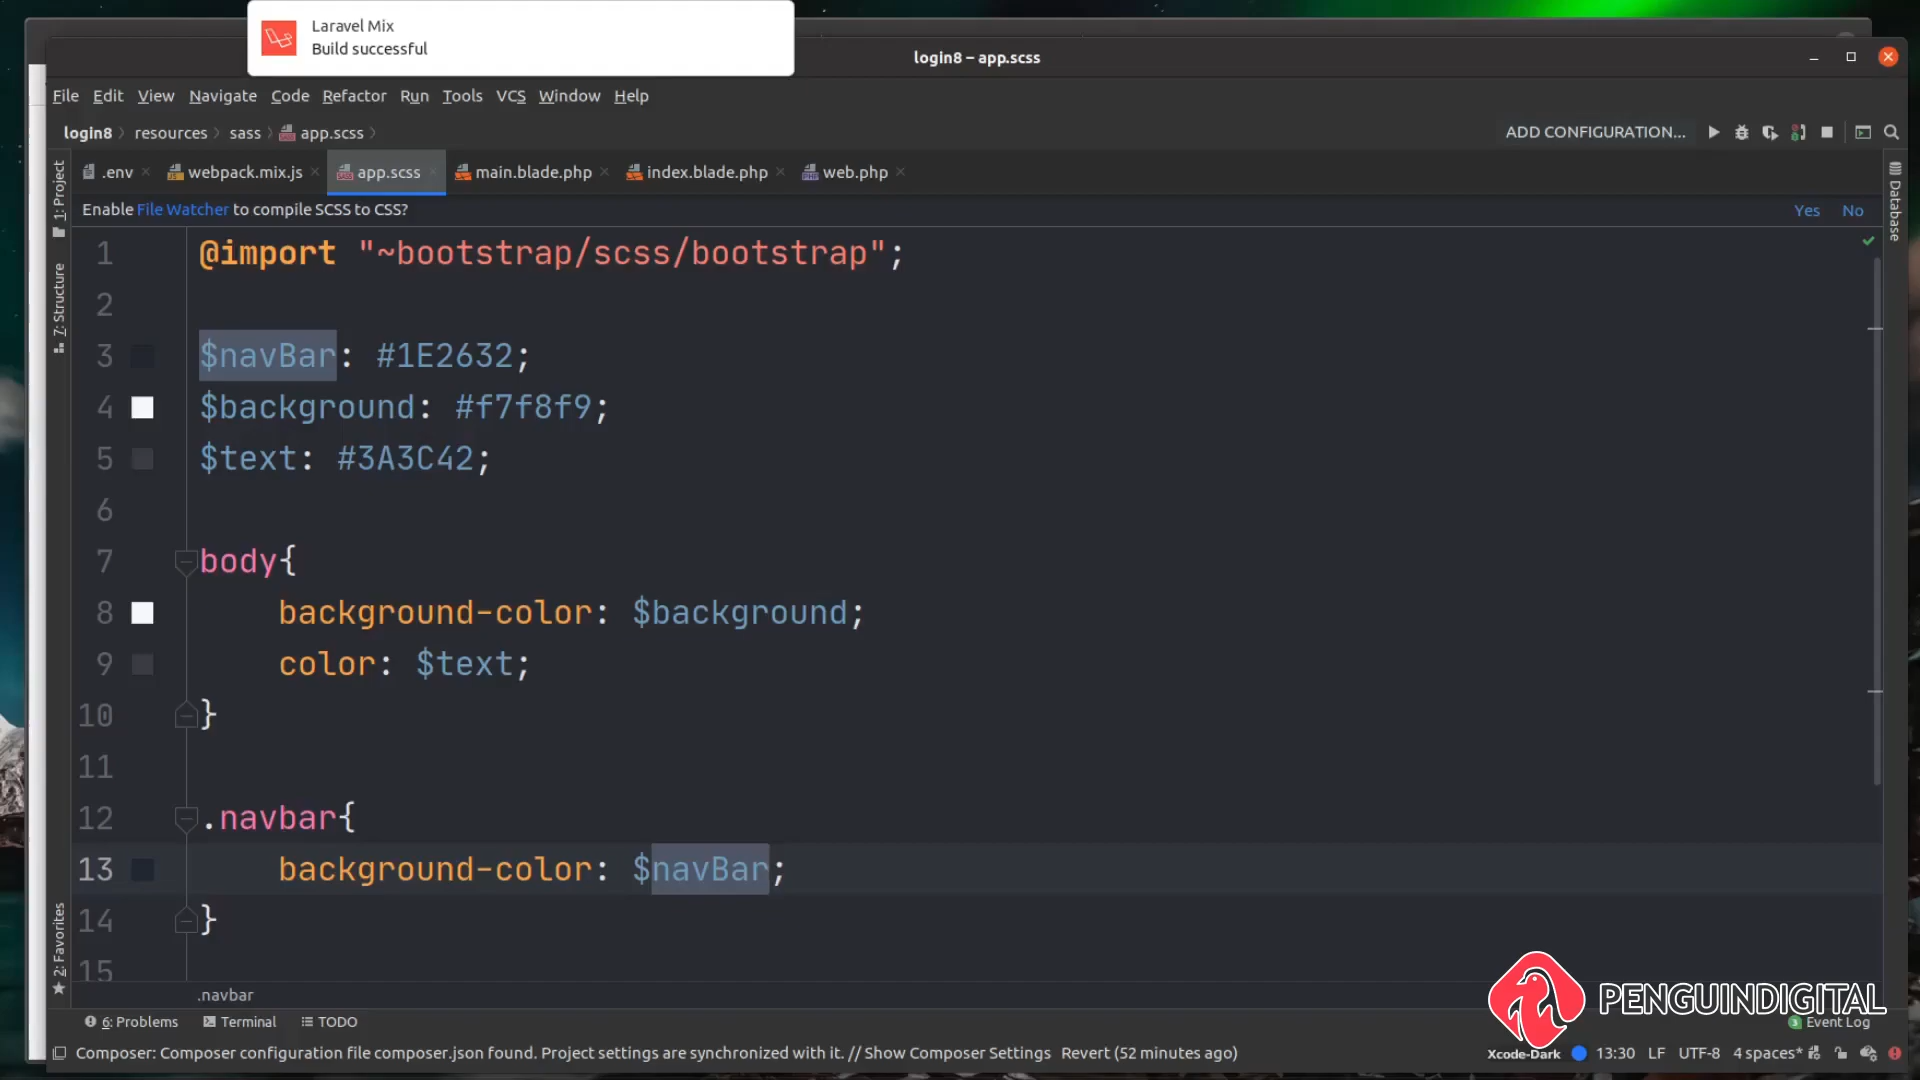 Laravel Mix
Build successful
login8 – app.scss
File Edit View Navigate Code Refactor Run Tools VCS Window Help
login8 resources sass app.scss
ADD CONFIGURATION...
.env webpack.mix.js app.scss main.blade.php index.blade.php web.php
Enable File Watcher to compile SCSS to CSS? Yes No
1: Project
7: Structure
2: Favorites
Database
1 @import "~bootstrap/scss/bootstrap";
2
3 $navBar: #1E2632;
4 $background: #f7f8f9;
5 $text: #3A3C42;
6
7 body{
8 background-color: $background;
9 color: $text;
10 }
11
12 .navbar{
13 background-color: $navBar;
14 }
15
.navbar
PENGUINDIGITAL
6: Problems Terminal TODO
3 Event Log
Composer: Composer configuration file composer.json found. Project settings are synchronized with it. // Show Composer Settings Revert (52 minutes ago)
Xcode-Dark 13:30 LF UTF-8 4 spaces*